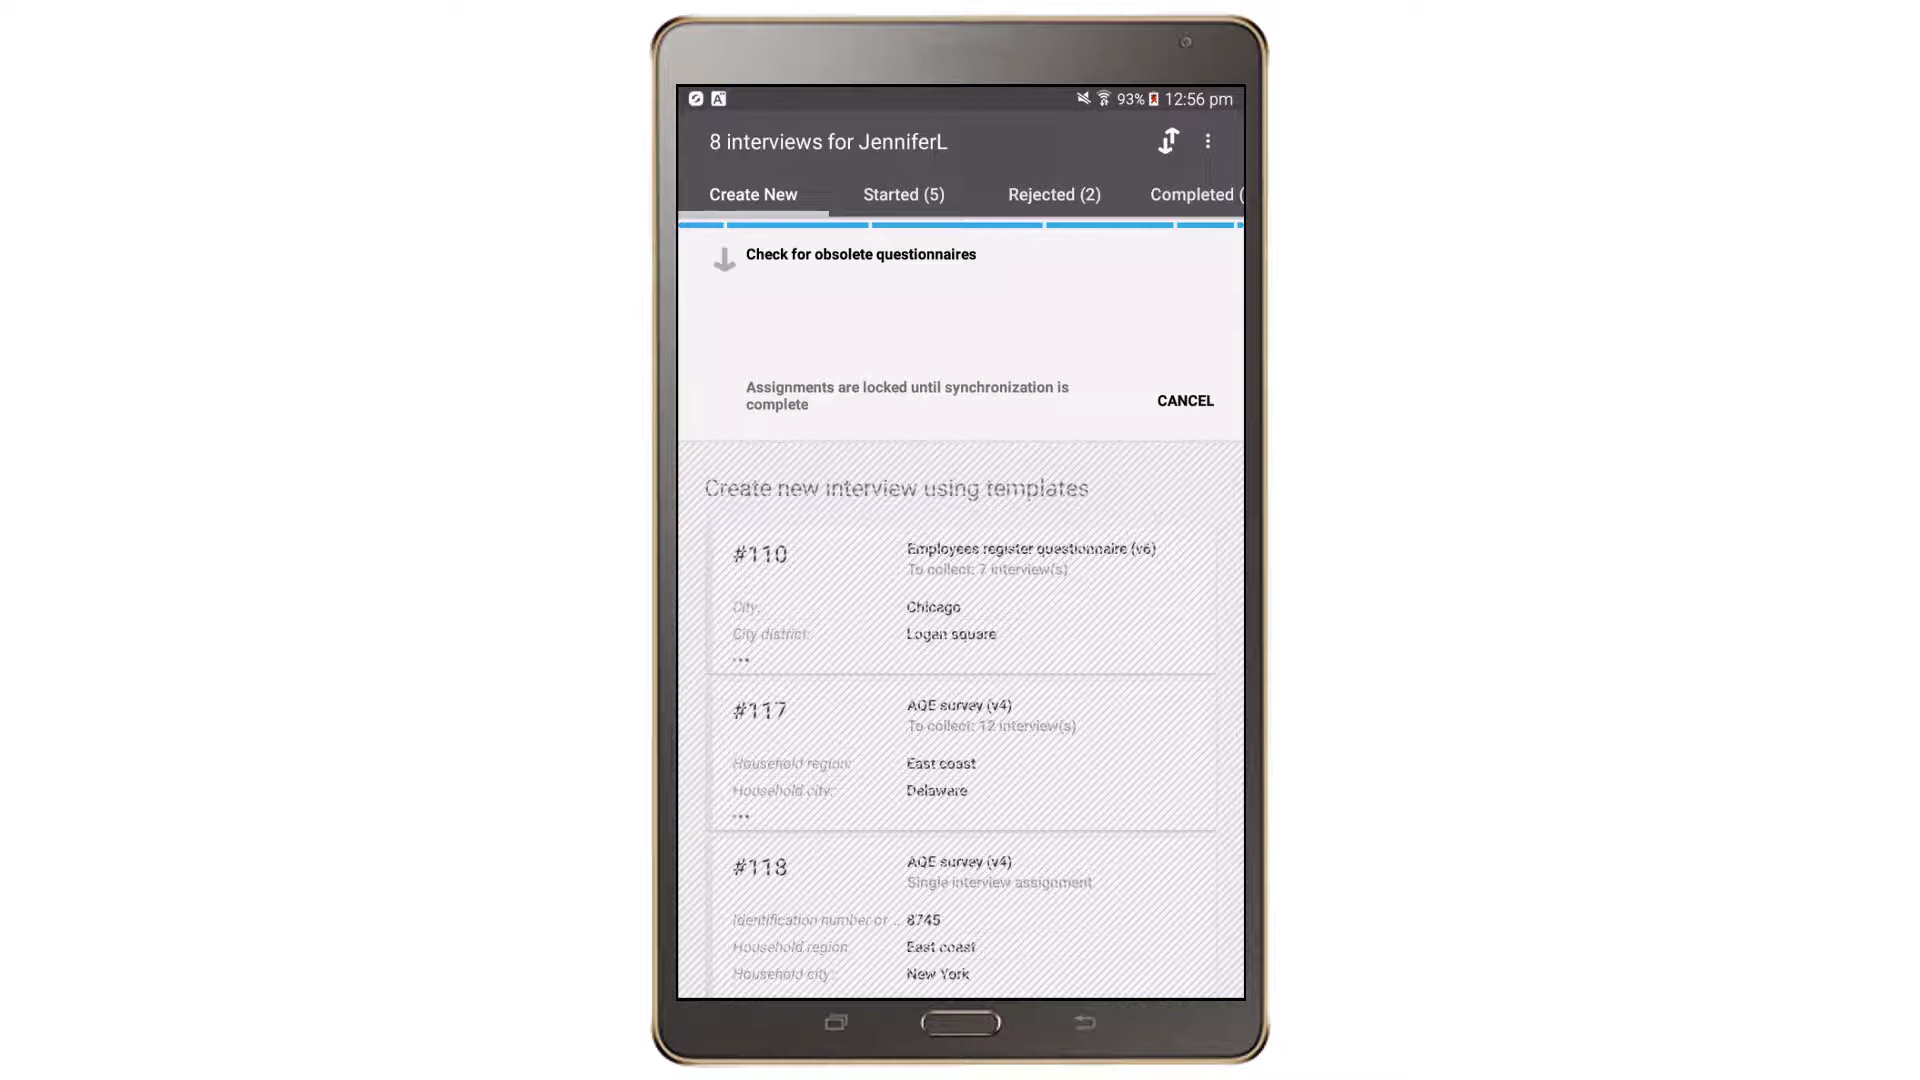 93% 12:56 pm
8 interviews for JenniferL
Create New Started (5) Rejected (2) Completed (
Check for obsolete questionnaires
Assignments are locked until synchronization is
complete
CANCEL
Create new interview using templates
#110 Employees register questionnaire (v6)
To collect: 7 interview(s)
City: Chicago
City district: Logan square
...
#117 AQE survey (v4)
To collect: 12 interview(s)
Household region: East coast
Household city: Delaware
...
#118 AQE survey (v4)
Single interview assignment
Identification number or ... 8745
Household region: East coast
Household city: New York